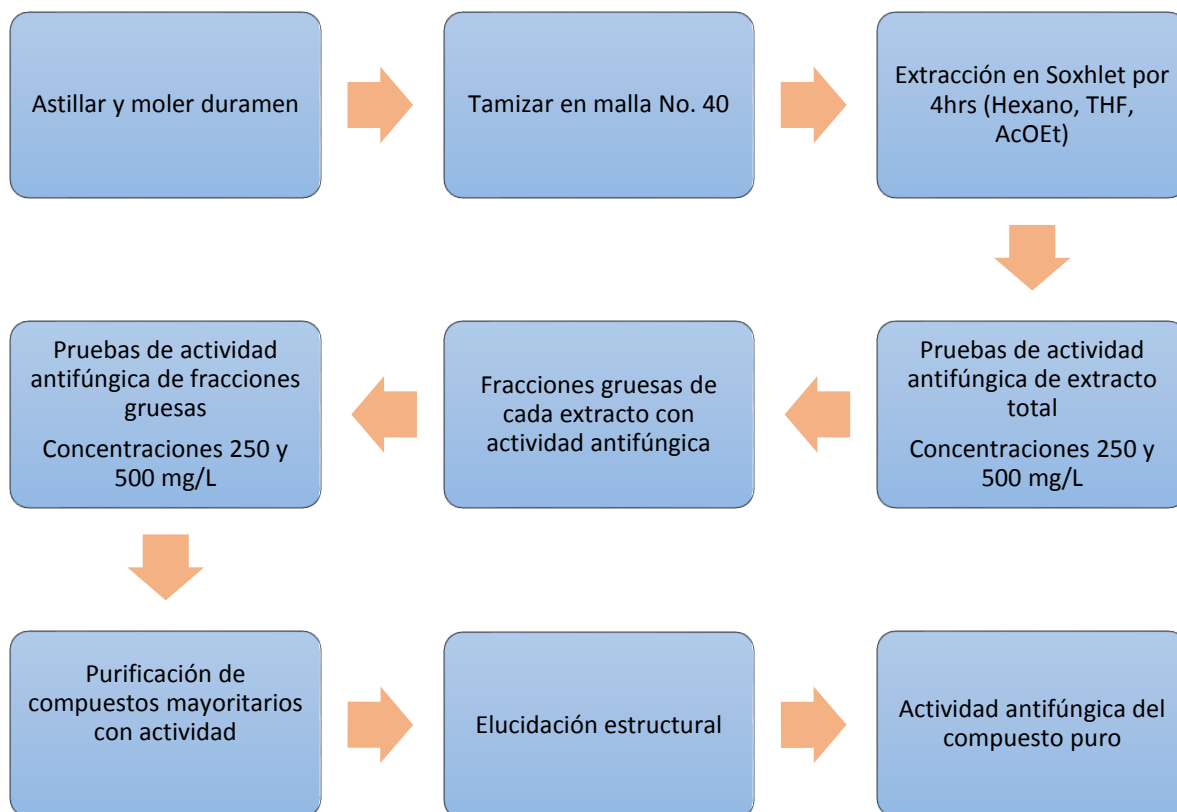 Astillar y moler duramen
Tamizar en malla No. 40
Extracción en Soxhlet por
4hrs (Hexano, THF,
AcOEt)
Pruebas de actividad
antifúngica de extracto
total
Concentraciones 250 y
500 mg/L
Fracciones gruesas de
cada extracto con
actividad antifúngica
Pruebas de actividad
antifúngica de fracciones
gruesas
Concentraciones 250 y
500 mg/L
Purificación de
compuestos mayoritarios
con actividad
Elucidación estructural
Actividad antifúngica del
compuesto puro